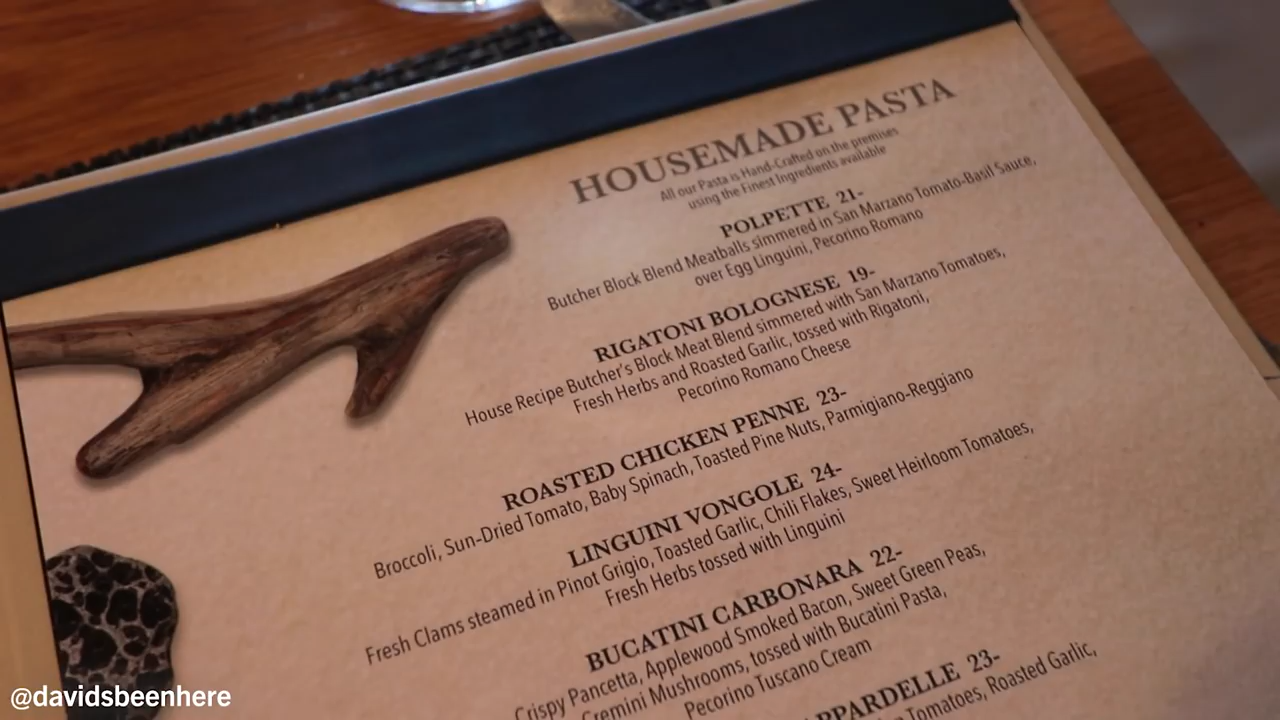 HOUSEMADE PASTA
All our Pasta is Hand-Crafted on the premises
using the Finest Ingredients available
POLPETTE 21-
Butcher Block Blend Meatballs simmered in San Marzano Tomato-Basil Sauce,
over Egg Linguini, Pecorino Romano
RIGATONI BOLOGNESE 19-
House Recipe Butcher's Block Meat Blend simmered with San Marzano Tomatoes,
Fresh Herbs and Roasted Garlic, tossed with Rigatoni,
Pecorino Romano Cheese
ROASTED CHICKEN PENNE 23-
Broccoli, Sun-Dried Tomato, Baby Spinach, Toasted Pine Nuts, Parmigiano-Reggiano
LINGUINI VONGOLE 24-
Fresh Clams steamed in Pinot Grigio, Toasted Garlic, Chili Flakes, Sweet Heirloom Tomatoes,
Fresh Herbs tossed with Linguini
BUCATINI CARBONARA 22-
Crispy Pancetta, Applewood Smoked Bacon, Sweet Green Peas,
Cremini Mushrooms, tossed with Bucatini Pasta,
Pecorino Tuscano Cream
23-
Tomatoes, Roasted Garlic,
@davidsbeenhere